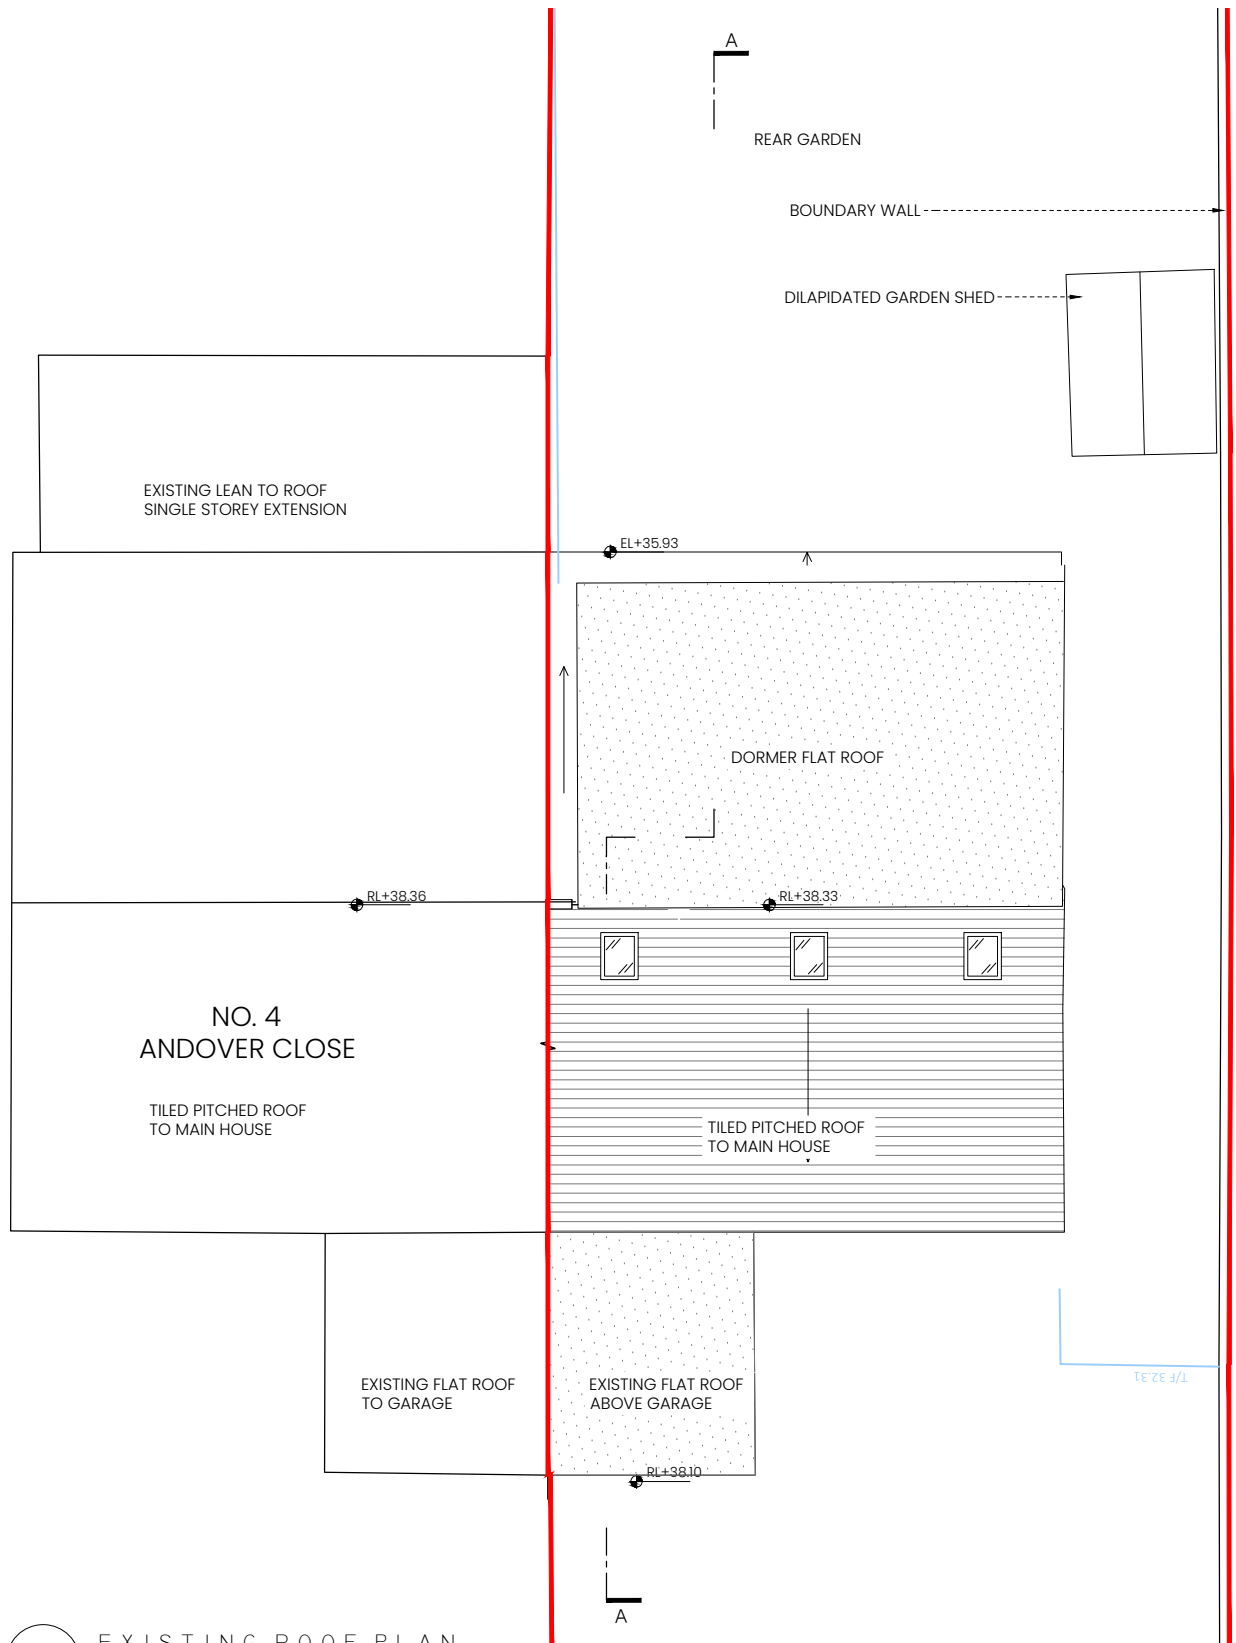 A
REAR GARDEN
BOUNDARY WALL
DILAPIDATED GARDEN SHED
EXISTING LEAN TO ROOF
SINGLE STOREY EXTENSION
EL+35.93
DORMER FLAT ROOF
RL+38.36
RL+38.33
NO. 4
ANDOVER CLOSE
TILED PITCHED ROOF
TO MAIN HOUSE
TILED PITCHED ROOF
TO MAIN HOUSE
T/F 32.31
EXISTING FLAT ROOF
TO GARAGE
EXISTING FLAT ROOF
ABOVE GARAGE
RL+38.10
A
EXISTING ROOF PLAN